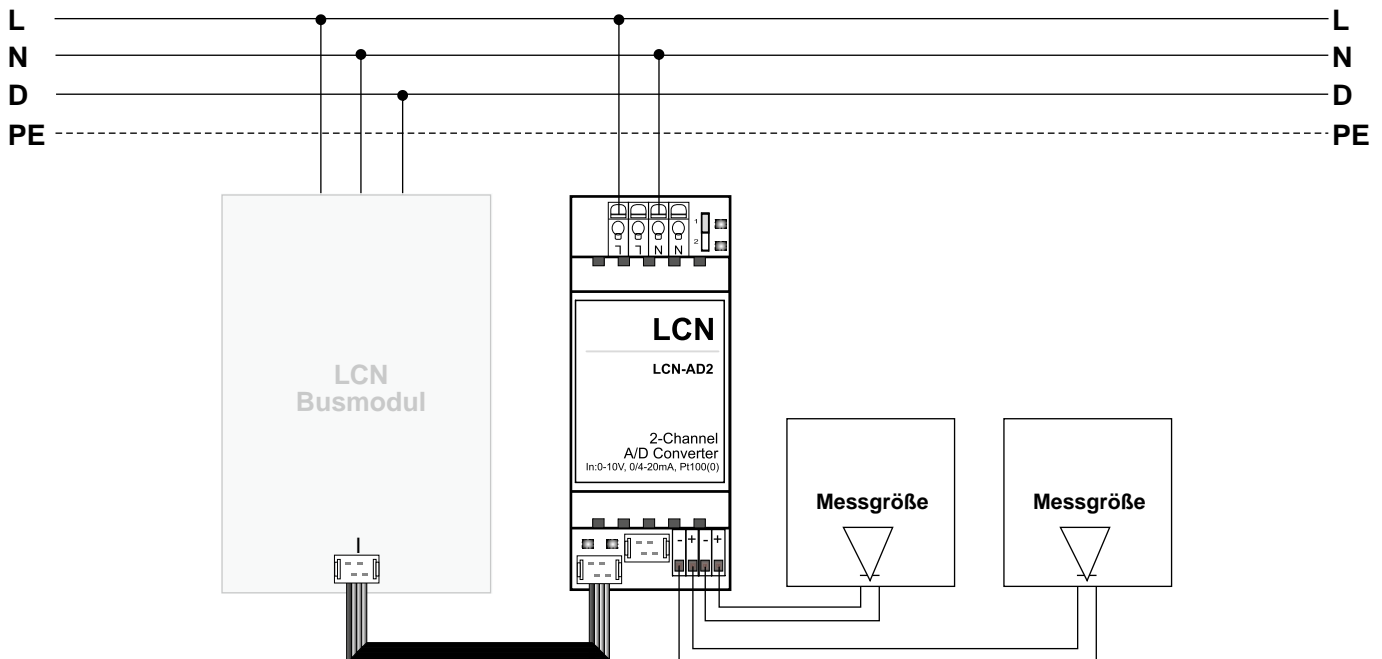 L L
N N
D D
PE PE
L L N N
1
2
LCN
LCN-AD2
LCN
Busmodul
2-Channel
A/D Converter
In:0-10V, 0/4-20mA, Pt100(0)
Messgröße Messgröße
I
- + - +